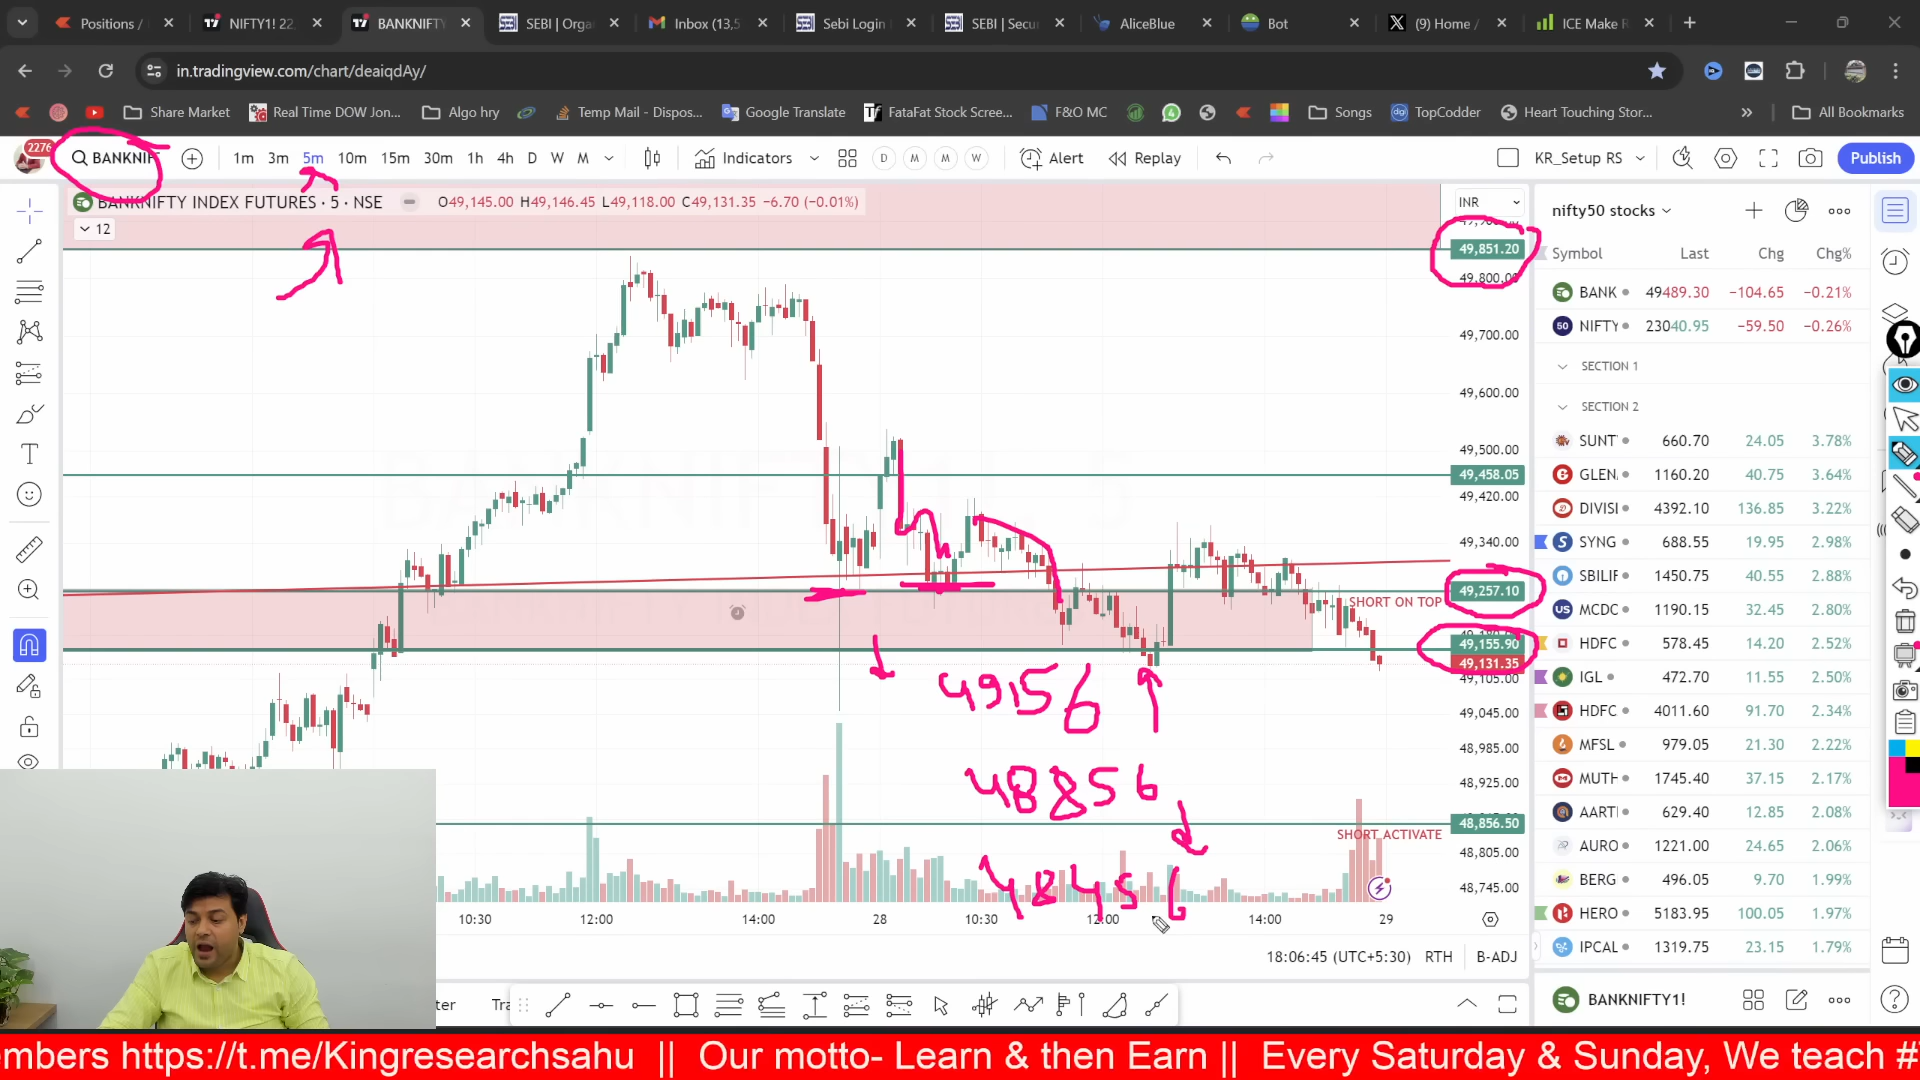 Positions /
NIFTY1! 22,
BANKNIFTY
SEBI | Orga
Inbox (13,5
Sebi Login
SEBI | Secu
AliceBlue
Bot
(9) Home /
ICE Make R
in.tradingview.com/chart/deaiqdAy/
Share Market
Real Time DOW Jon...
Algo hry
Temp Mail - Dispos...
Google Translate
FataFat Stock Scree...
F&O MC
Songs
TopCodder
Heart Touching Stor...
All Bookmarks
2276
BANKNIF
1m 3m 5m 10m 15m 30m 1h 4h D W M
Indicators
D M M W
Alert
Replay
KR_Setup RS
Publish
BANKNIFTY INDEX FUTURES · 5 · NSE
O49,145.00 H49,146.45 L49,118.00 C49,131.35 −6.70 (−0.01%)
12
INR
49,851.20
49,800.00
49,700.00
49,600.00
49,500.00
49,458.05
49,420.00
49,340.00
49,257.10
SHORT ON TOP
49,155.90
49,131.35
49,105.00
49,045.00
48,985.00
48,925.00
48,856.50
SHORT ACTIVATE
48,805.00
48,745.00
49156
48856
48456
10:30 12:00 14:00 28 10:30 12:00 14:00 29
18:06:45 (UTC+5:30) RTH B-ADJ
nifty50 stocks
Symbol Last Chg Chg%
BANK 49489.30 −104.65 −0.21%
NIFTY 23040.95 −59.50 −0.26%
SECTION 1
SECTION 2
SUNT 660.70 24.05 3.78%
GLEN 1160.20 40.75 3.64%
DIVISI 4392.10 136.85 3.22%
SYNG 688.55 19.95 2.98%
SBILIF 1450.75 40.55 2.88%
MCDC 1190.15 32.45 2.80%
HDFC 578.45 14.20 2.52%
IGL 472.70 11.55 2.50%
HDFC 4011.60 91.70 2.34%
MFSL 979.05 21.30 2.22%
MUTH 1745.40 37.15 2.17%
AARTI 629.40 12.85 2.08%
AURO 1221.00 24.65 2.06%
BERG 496.05 9.70 1.99%
HERO 5183.95 100.05 1.97%
IPCAL 1319.75 23.15 1.79%
BANKNIFTY1!
ter
Tra
embers https://t.me/Kingresearchsahu || Our motto- Learn & then Earn || Every Saturday & Sunday, We teach #